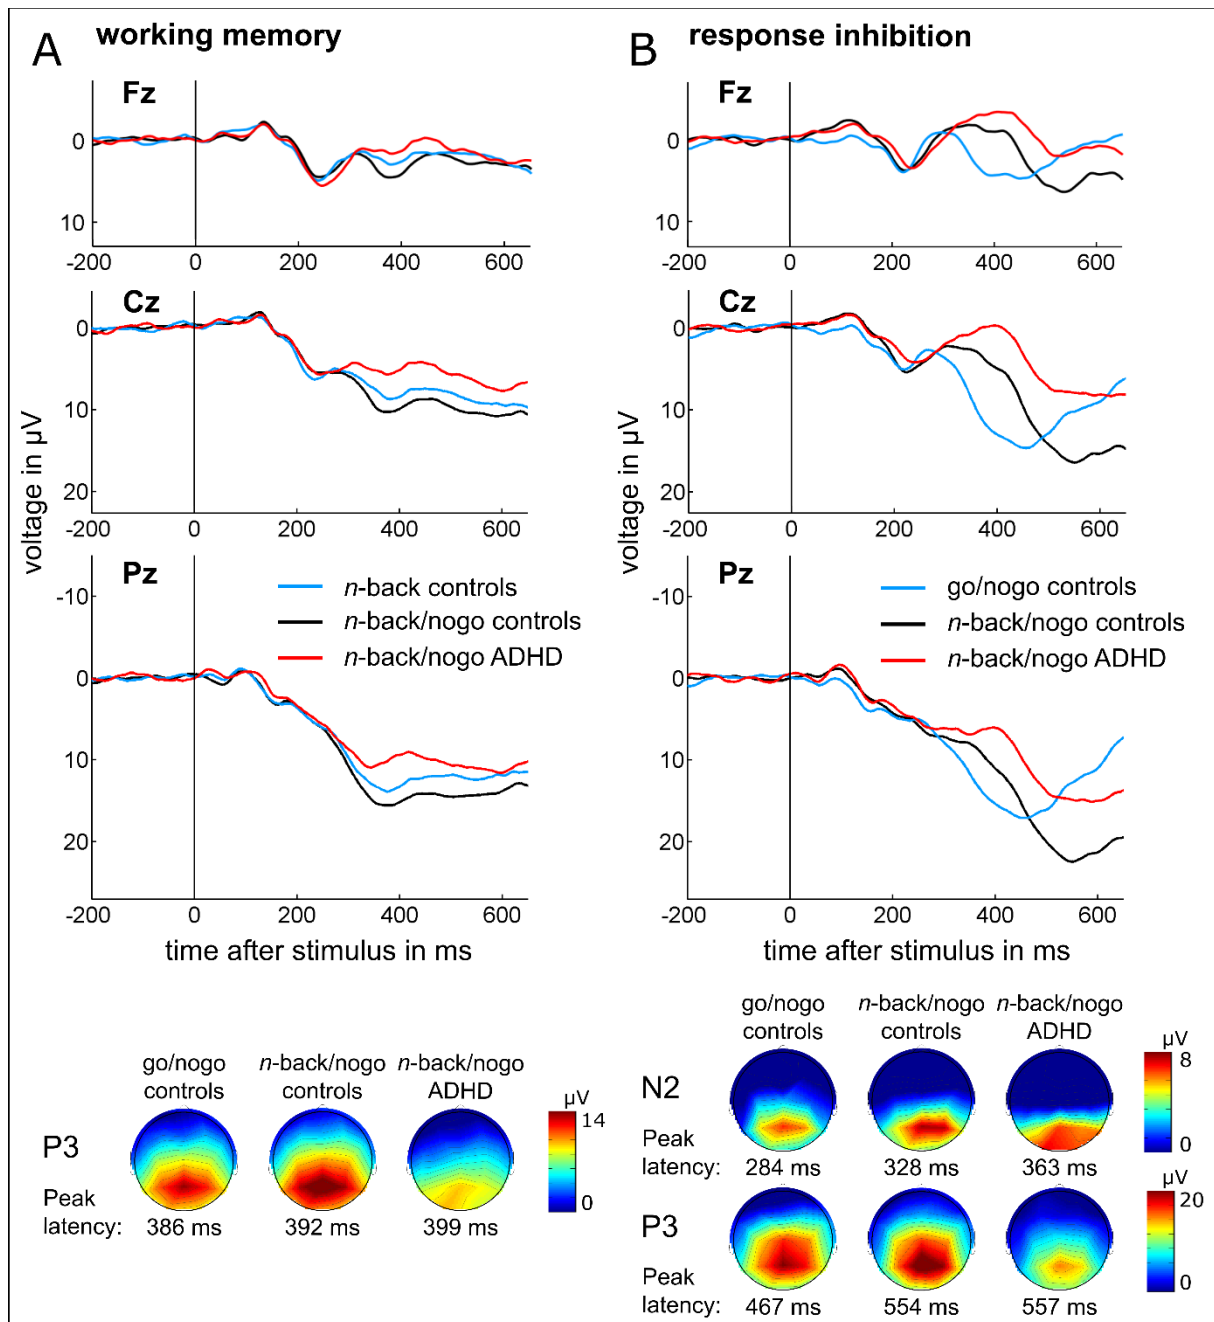 A working memory
Fz
0
10
-200 0 200 400 600
Cz
0
10
20
-200 0 200 400 600
voltage in µV
Pz
n-back controls
n-back/nogo controls
n-back/nogo ADHD
-10
0
10
20
-200 0 200 400 600
time after stimulus in ms
go/nogo controls
n-back/nogo controls
n-back/nogo ADHD
P3
µV
14
0
Peak latency:
386 ms 392 ms 399 ms
B response inhibition
Fz
0
10
-200 0 200 400 600
Cz
0
10
20
-200 0 200 400 600
voltage in µV
Pz
go/nogo controls
n-back/nogo controls
n-back/nogo ADHD
0
10
20
-200 0 200 400 600
time after stimulus in ms
go/nogo controls
n-back/nogo controls
n-back/nogo ADHD
N2
µV
8
0
Peak latency:
284 ms 328 ms 363 ms
P3
µV
20
0
Peak latency:
467 ms 554 ms 557 ms